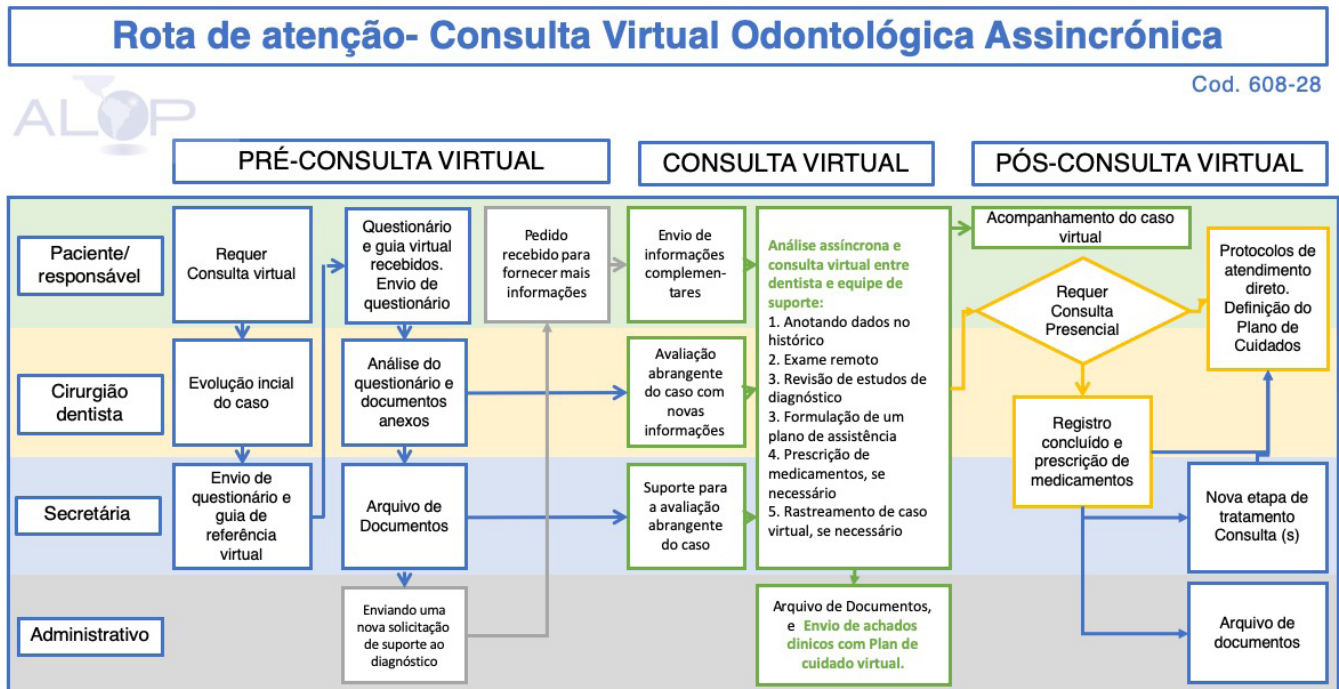 Rota de atenção- Consulta Virtual Odontológica Assincrónica
Cod. 608-28
ALOP
PRÉ-CONSULTA VIRTUAL
CONSULTA VIRTUAL
PÓS-CONSULTA VIRTUAL
Paciente/
responsável
Requer
Consulta virtual
Questionário
e guia virtual
recebidos.
Envio de
questionário
Pedido
recebido para
fornecer mais
informações
Envio de
informações
complemen-
tares
Análise assíncrona e
consulta virtual entre
dentista e equipe de
suporte:
1. Anotando dados no
histórico
2. Exame remoto
3. Revisão de estudos de
diagnóstico
3. Formulação de um
plano de assistência
4. Prescrição de
medicamentos, se
necessário
5. Rastreamento de caso
virtual, se necessário
Acompanhamento do caso
virtual
Requer
Consulta
Presencial
Protocolos de
atendimento
direto.
Definição do
Plano de
Cuidados
Cirurgião
dentista
Evolução incial
do caso
Análise do
questionário e
documentos
anexos
Avaliação
abrangente
do caso com
novas
informações
Registro
concluído e
prescrição de
medicamentos
Secretária
Envio de
questionário e
guia de
referência
virtual
Arquivo de
Documentos
Suporte para
a avaliação
abrangente
do caso
Nova etapa de
tratamento
Consulta (s)
Administrativo
Enviando uma
nova solicitação
de suporte ao
diagnóstico
Arquivo de Documentos,
e Envio de achados
clinicos com Plan de
cuidado virtual.
Arquivo de
documentos